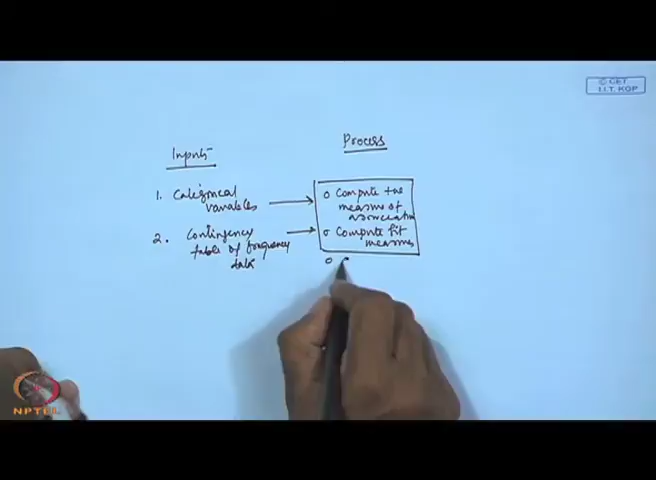 © CET
I.I.T. KGP
Inputs
Process
1. Categorical
variables
2. Contingency
table of frequency
data
o Compute the
measures of
association
o Compute fit
measures
o
NPTEL